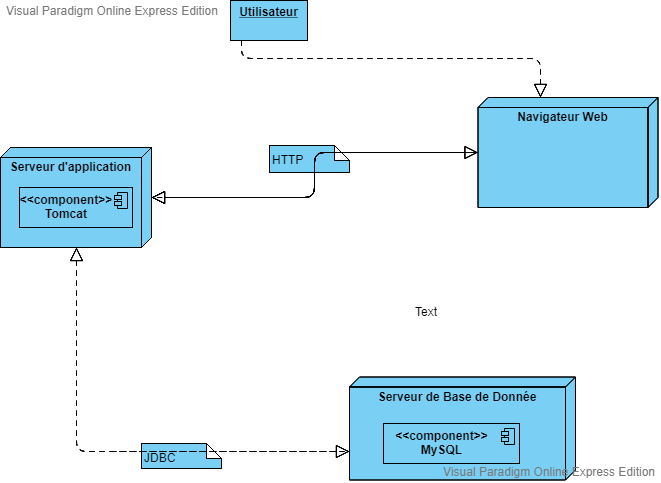 Visual Paradigm Online Express Edition
Utilisateur
Navigateur Web
HTTP
Serveur d'application
<<component>>
Tomcat
Text
Serveur de Base de Donnée
<<component>>
MySQL
JDBC
Visual Paradigm Online Express Edition